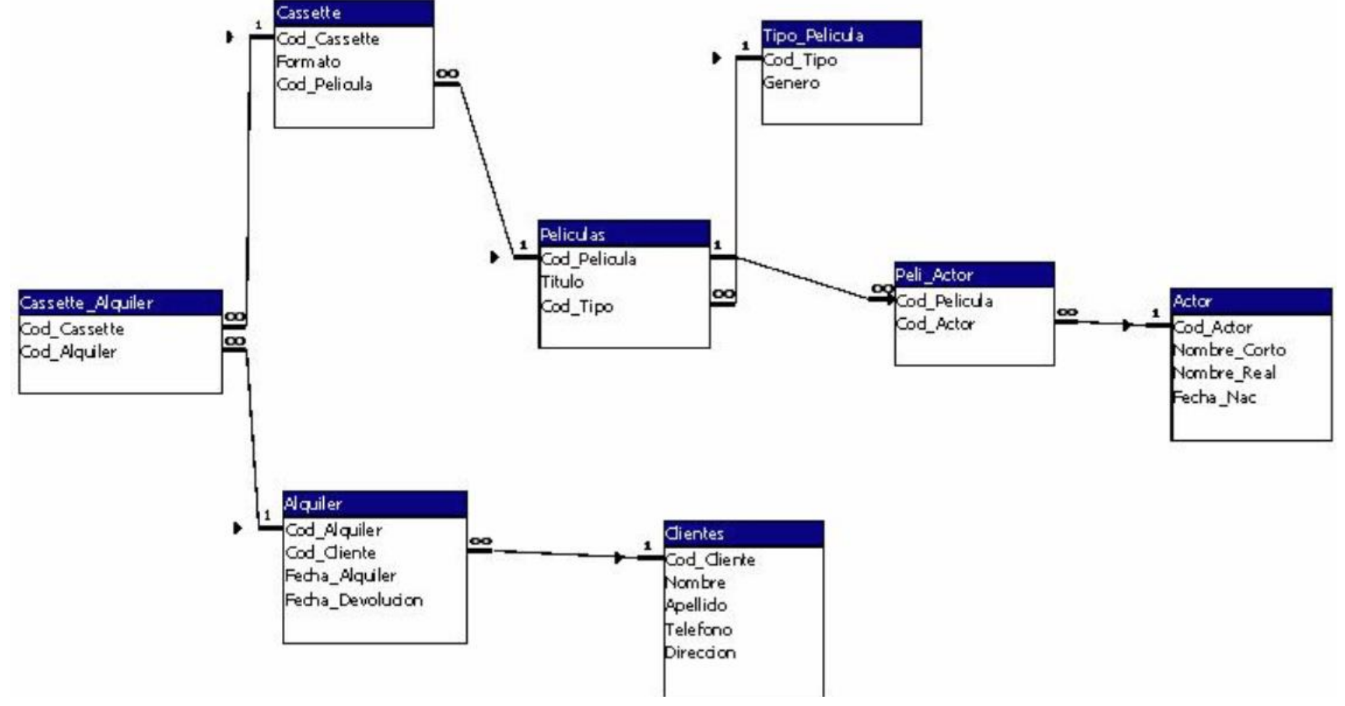 Cassette
1
Cod_Cassette
Formato
Cod_Pelicula
∞
Tipo_Pelicula
1
Cod_Tipo
Genero
Peliculas
1
1
Cod_Pelicula
Titulo
Cod_Tipo
∞
Peli_Actor
∞
Cod_Pelicula
Cod_Actor
∞
Actor
1
Cod_Actor
Nombre_Corto
Nombre_Real
Fecha_Nac
Cassette_Alquiler
Cod_Cassette
∞
Cod_Alquiler
∞
Alquiler
1
Cod_Alquiler
Cod_Cliente
Fecha_Alquiler
Fecha_Devolucion
∞
Clientes
1
Cod_Cliente
Nombre
Apellido
Telefono
Direccion